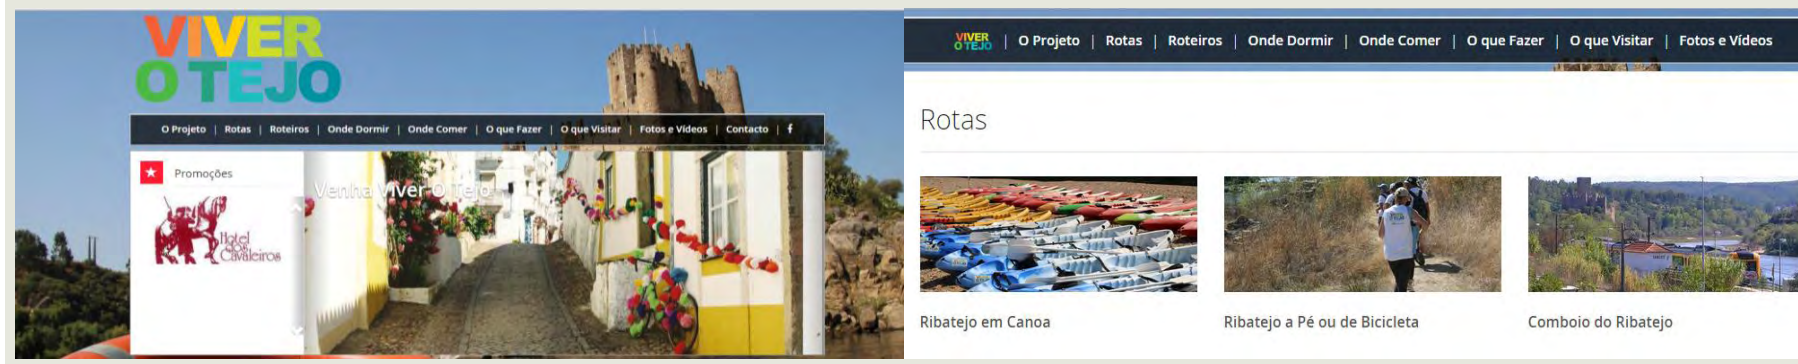 VIVER
O TEJO
O Projeto | Rotas | Roteiros | Onde Dormir | Onde Comer | O que Fazer | O que Visitar | Fotos e Vídeos | Contacto | f
Promoções
Hotel
dos
Cavaleiros
Venha Viver O Tejo
VIVER
O TEJO
| O Projeto | Rotas | Roteiros | Onde Dormir | Onde Comer | O que Fazer | O que Visitar | Fotos e Vídeos
Rotas
Ribatejo em Canoa
Ribatejo a Pé ou de Bicicleta
Comboio do Ribatejo